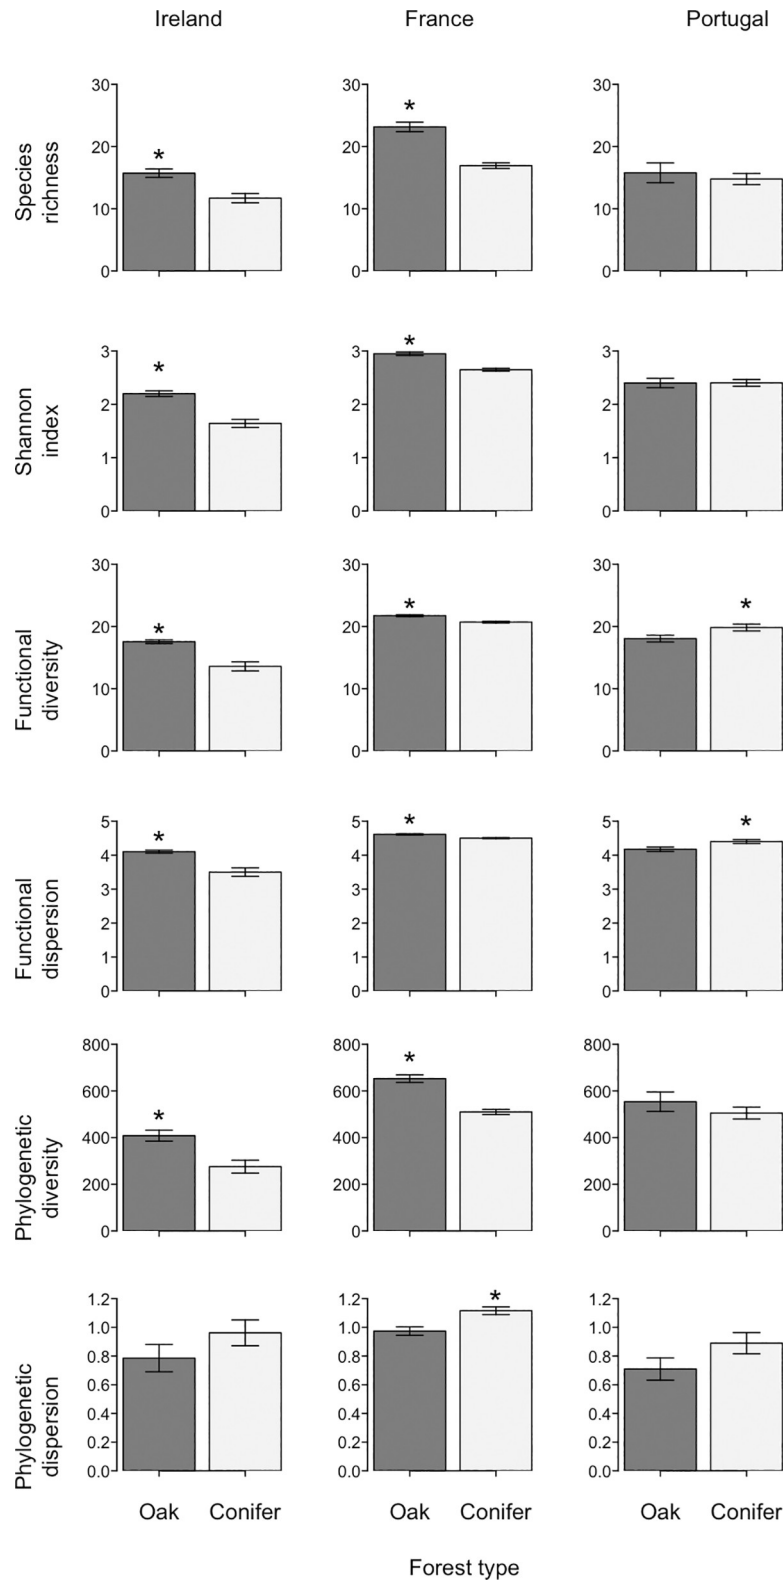 Ireland France Portugal
Species
richness
30 30 30
* *
20 20 20
10 10 10
0 0 0
Shannon
index
* *
3 3 3
2 2 2
1 1 1
0 0 0
Functional
diversity
30 30 30
* * *
20 20 20
10 10 10
0 0 0
Functional
dispersion
* * *
5 5 5
4 4 4
3 3 3
2 2 2
1 1 1
0 0 0
Phylogenetic
diversity
800 800 800
* *
600 600 600
400 400 400
200 200 200
0 0 0
Phylogenetic
dispersion
*
1.2 1.2 1.2
1.0 1.0 1.0
0.8 0.8 0.8
0.6 0.6 0.6
0.4 0.4 0.4
0.2 0.2 0.2
0.0 0.0 0.0
Oak Conifer Oak Conifer Oak Conifer
Forest type